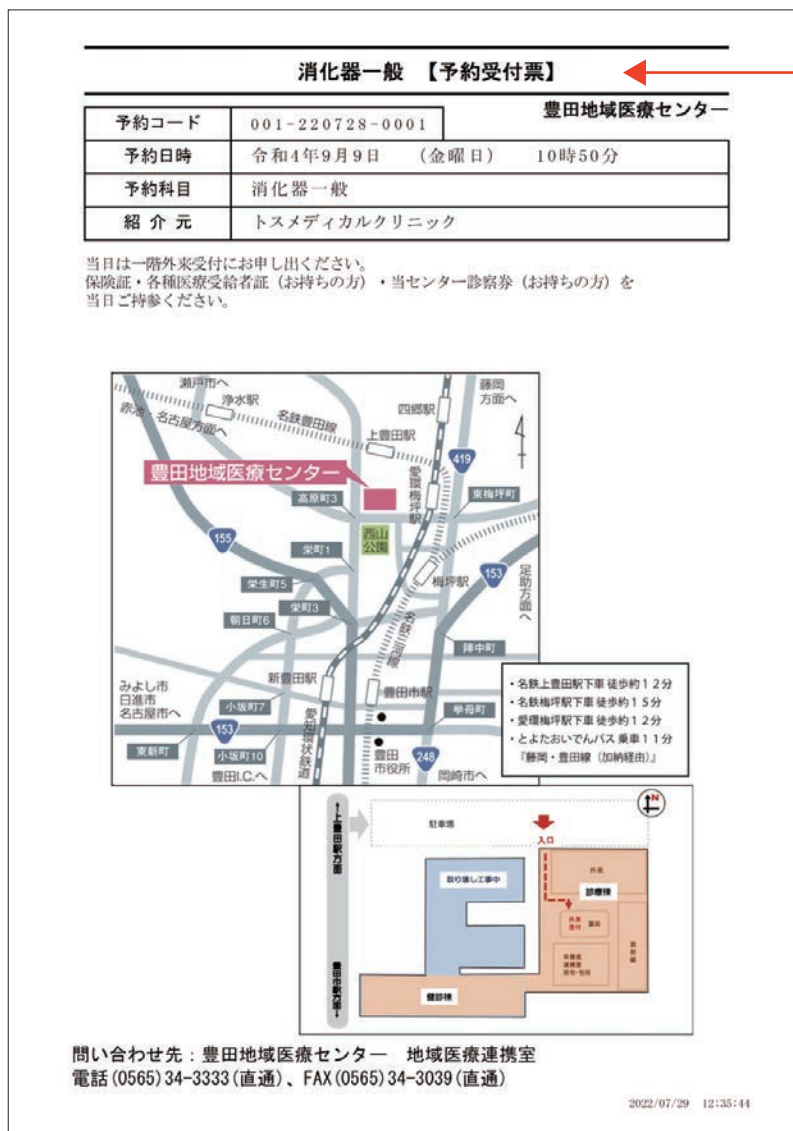 消化器一般 【予約受付票】
豊田地域医療センター
予約コード 001-220728-0001
予約日時 令和4年9月9日 (金曜日) 10時50分
予約科目 消化器一般
紹介元 トスメディカルクリニック
当日は一階外来受付にお申し出ください。
保険証・各種医療受給者証（お持ちの方）・当センター診察券（お持ちの方）を
当日ご持参ください。
瀬戸市へ
浄水駅
赤池・名古屋方面へ
名鉄豊田線
四郷駅
上豊田駅
藤岡
方面へ
419
豊田地域医療センター
愛環梅坪駅
高原町3
東梅坪町
西山
公園
155
栄町1
栄生町5
梅坪駅
153
足助方面へ
栄町3
朝日町6
名鉄三河線
陣中町
新豊田駅
豊田市駅
みよし市
日進市
名古屋市へ
小坂町7
挙母町
153
愛知環状鉄道
東新町
小坂町10
豊田
市役所
248
豊田I.C.へ
岡崎市へ
・名鉄上豊田駅下車 徒歩約12分
・名鉄梅坪駅下車 徒歩約15分
・愛環梅坪駅下車 徒歩約12分
・とよたおいでんバス 乗車11分
『藤岡・豊田線（加納経由）』
←上豊田駅方面
豊田市駅方面→
駐車場
入口
N
取り壊し工事中
外来
診療棟
外来
受付
薬局
健診棟
問い合わせ先：豊田地域医療センター 地域医療連携室
電話(0565)34-3333(直通)、FAX(0565)34-3039(直通)
2022/07/29 12:35:44